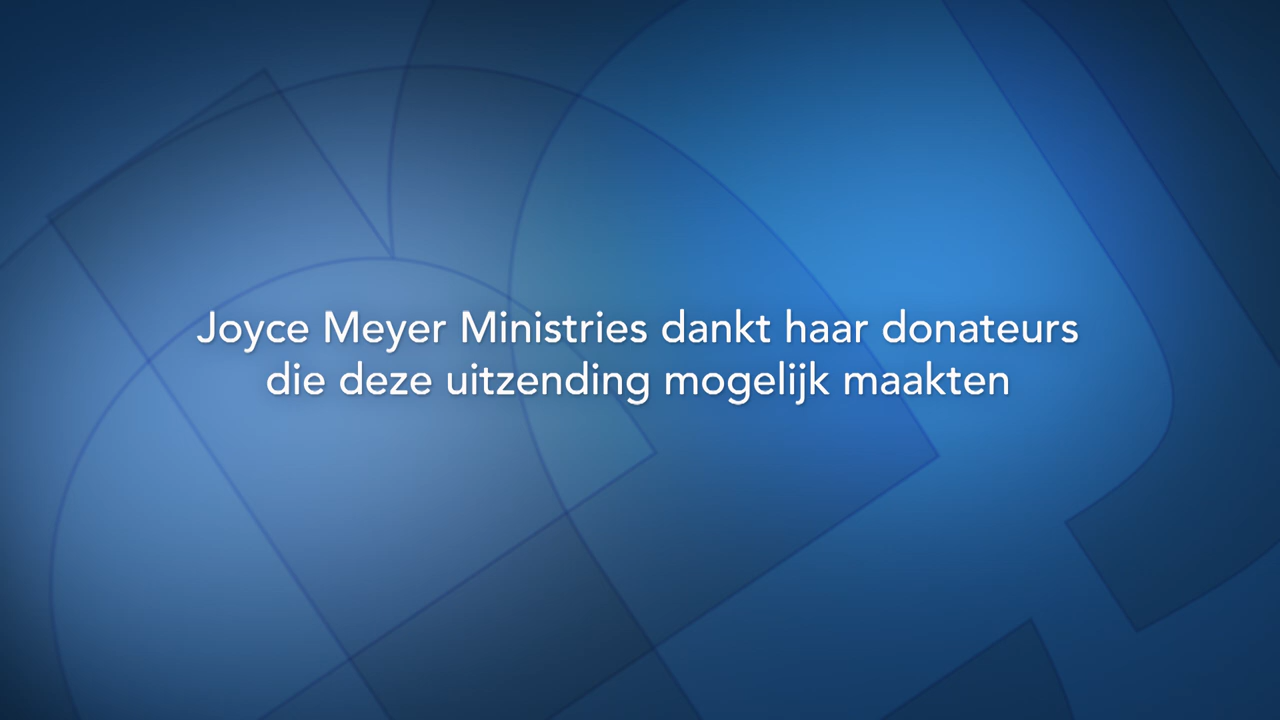 Joyce Meyer Ministries dankt haar donateurs
die deze uitzending mogelijk maakten